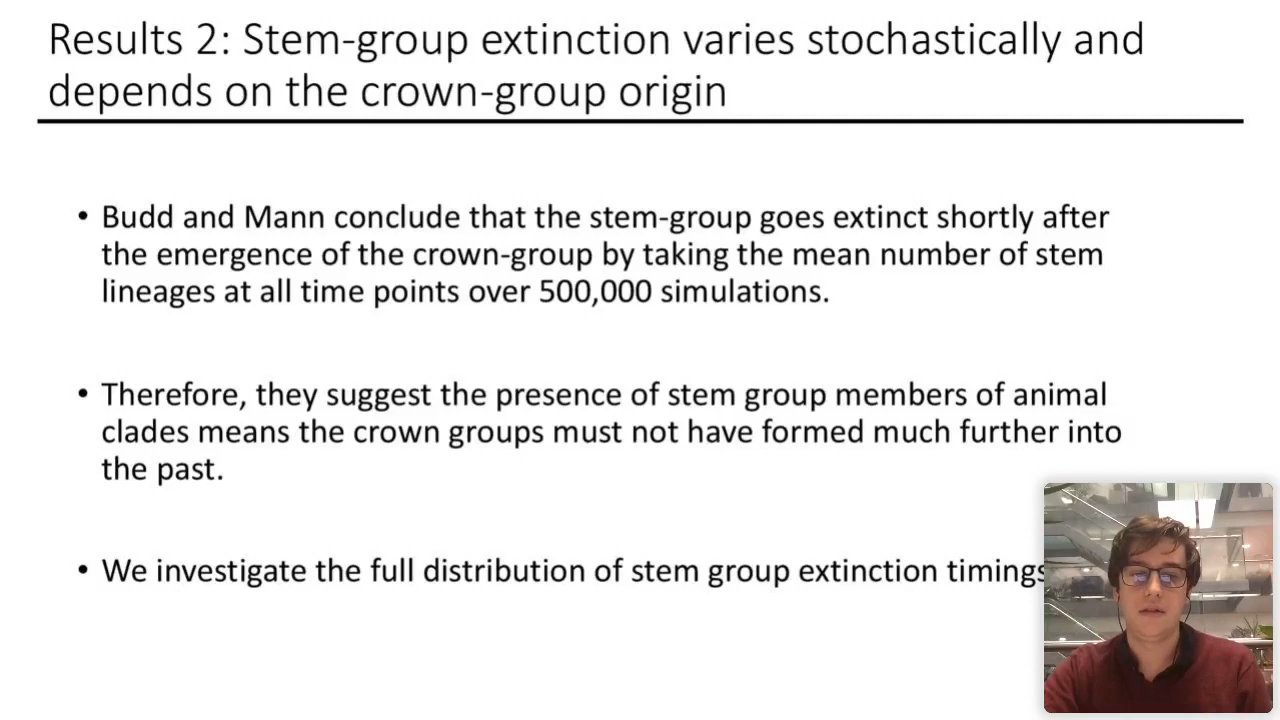 Results 2: Stem-group extinction varies stochastically and
depends on the crown-group origin
• Budd and Mann conclude that the stem-group goes extinct shortly after
the emergence of the crown-group by taking the mean number of stem
lineages at all time points over 500,000 simulations.
• Therefore, they suggest the presence of stem group members of animal
clades means the crown groups must not have formed much further into
the past.
• We investigate the full distribution of stem group extinction timings